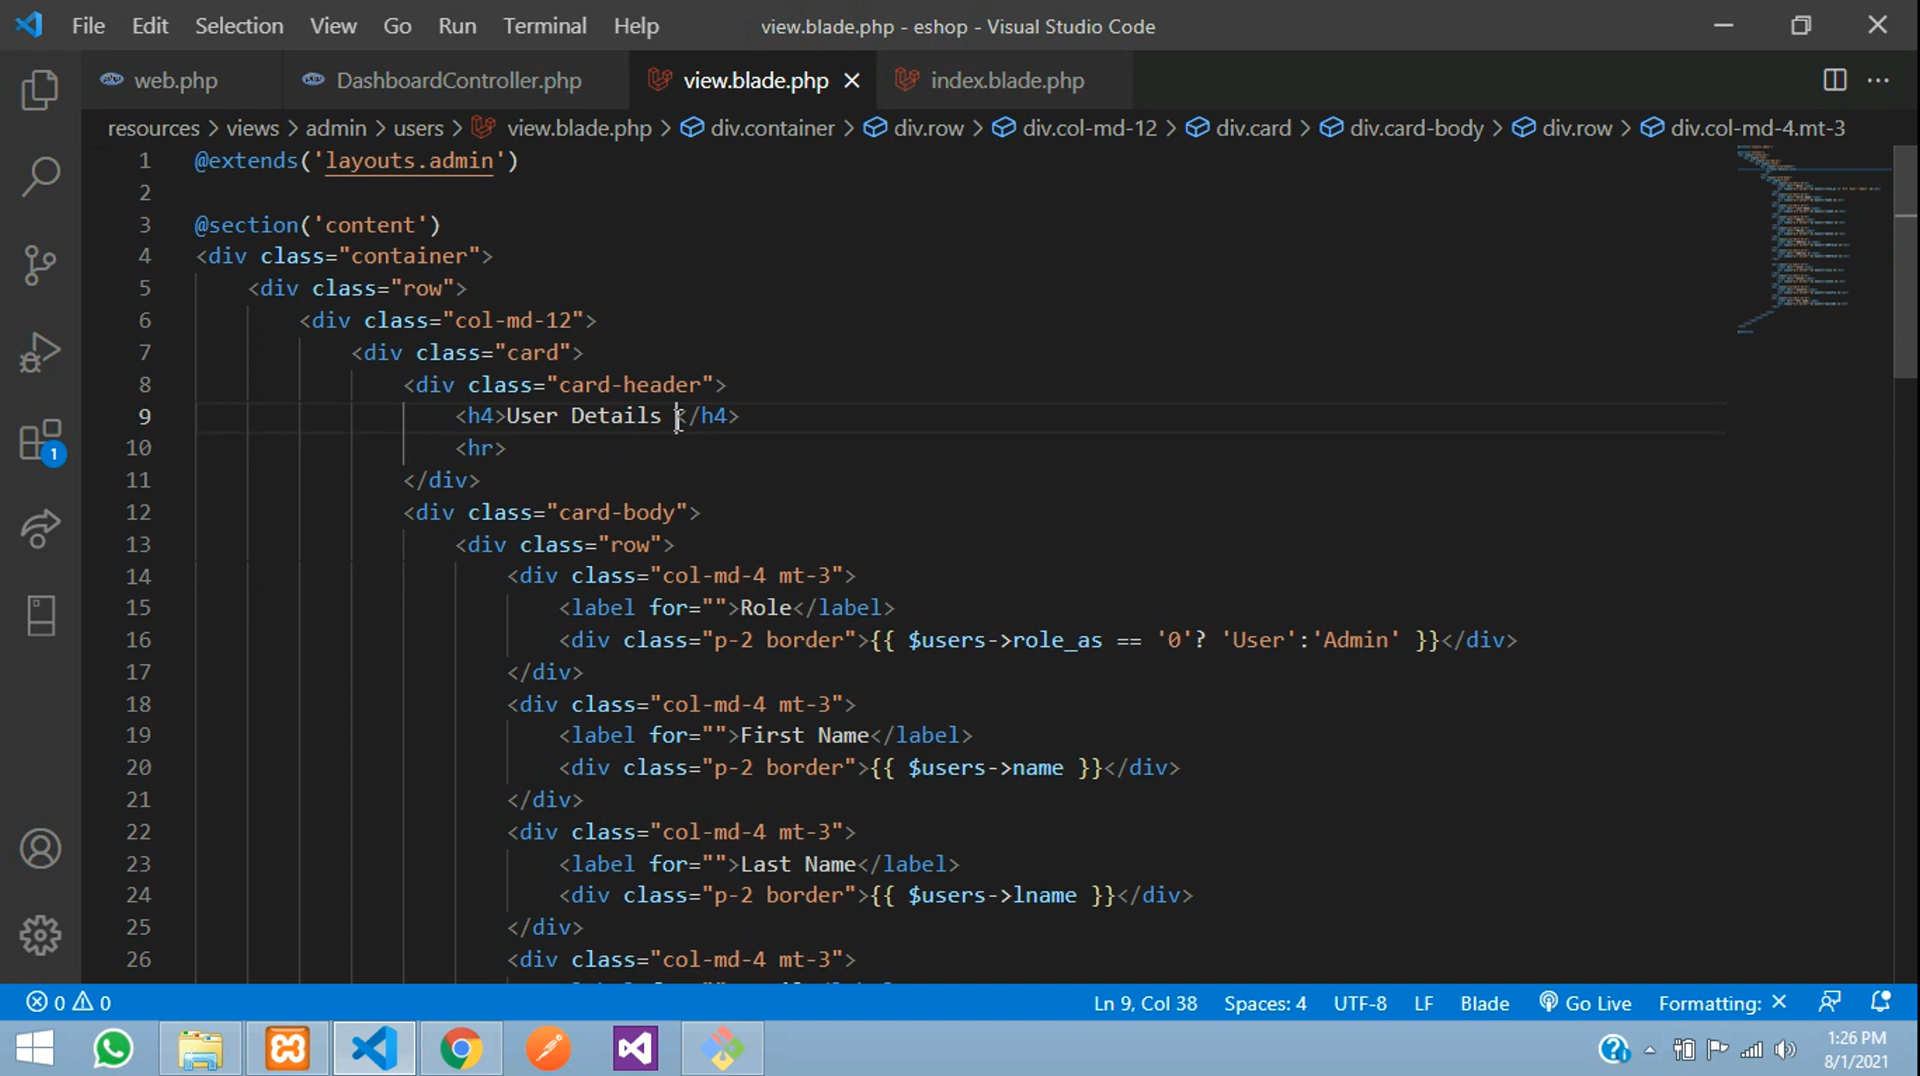 File Edit Selection View Go Run Terminal Help view.blade.php - eshop - Visual Studio Code
web.php DashboardController.php view.blade.php index.blade.php
resources > views > admin > users > view.blade.php > div.container > div.row > div.col-md-12 > div.card > div.card-body > div.row > div.col-md-4.mt-3
1 @extends('layouts.admin')
2
3 @section('content')
4 <div class="container">
5 <div class="row">
6 <div class="col-md-12">
7 <div class="card">
8 <div class="card-header">
9 <h4>User Details </h4>
10 <hr>
11 </div>
12 <div class="card-body">
13 <div class="row">
14 <div class="col-md-4 mt-3">
15 <label for="">Role</label>
16 <div class="p-2 border">{{ $users->role_as == '0'? 'User':'Admin' }}</div>
17 </div>
18 <div class="col-md-4 mt-3">
19 <label for="">First Name</label>
20 <div class="p-2 border">{{ $users->name }}</div>
21 </div>
22 <div class="col-md-4 mt-3">
23 <label for="">Last Name</label>
24 <div class="p-2 border">{{ $users->lname }}</div>
25 </div>
26 <div class="col-md-4 mt-3">
1
0 0 Ln 9, Col 38 Spaces: 4 UTF-8 LF Blade Go Live Formatting: ×
1:26 PM
8/1/2021